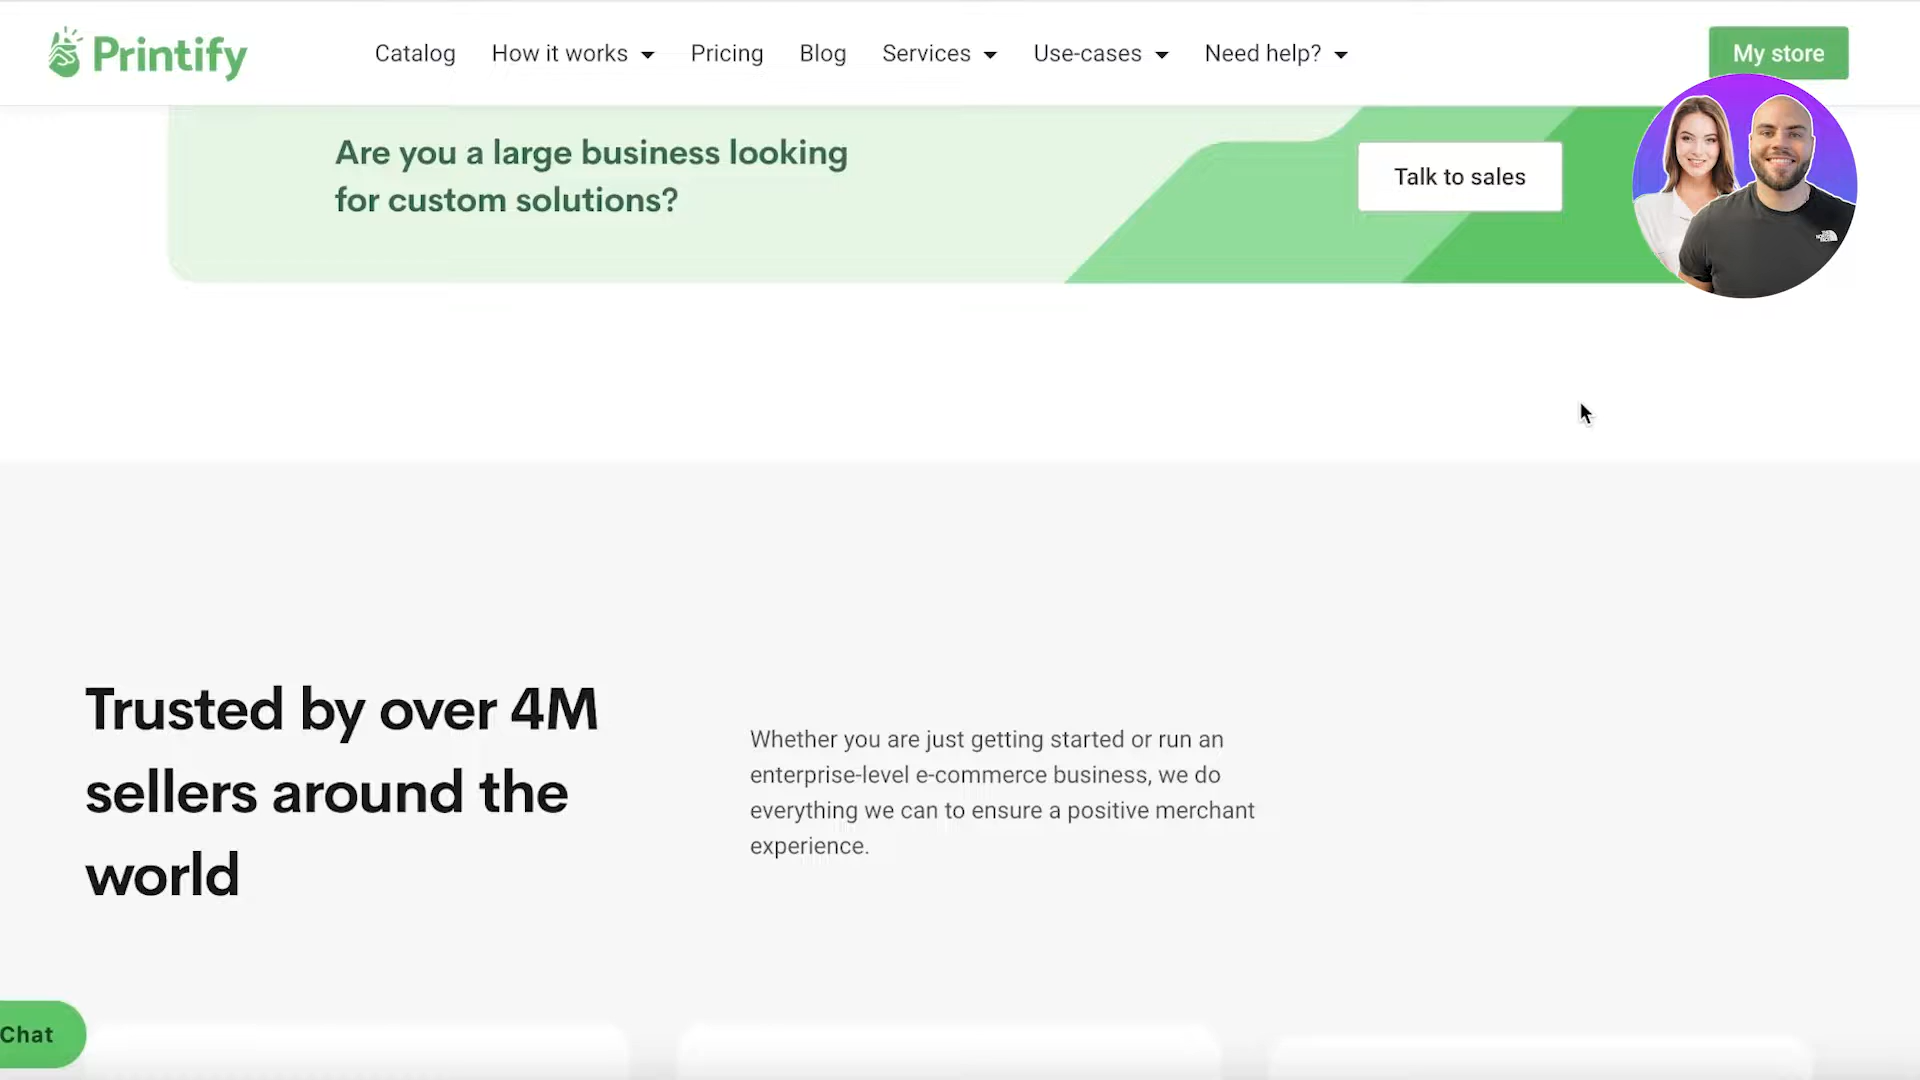 Printify
Catalog
How it works
Pricing
Blog
Services
Use-cases
Need help?
My store
Are you a large business looking
for custom solutions?
Talk to sales
THE
NORTH
FACE
Trusted by over 4M
sellers around the
world
Whether you are just getting started or run an
enterprise-level e-commerce business, we do
everything we can to ensure a positive merchant
experience.
Chat